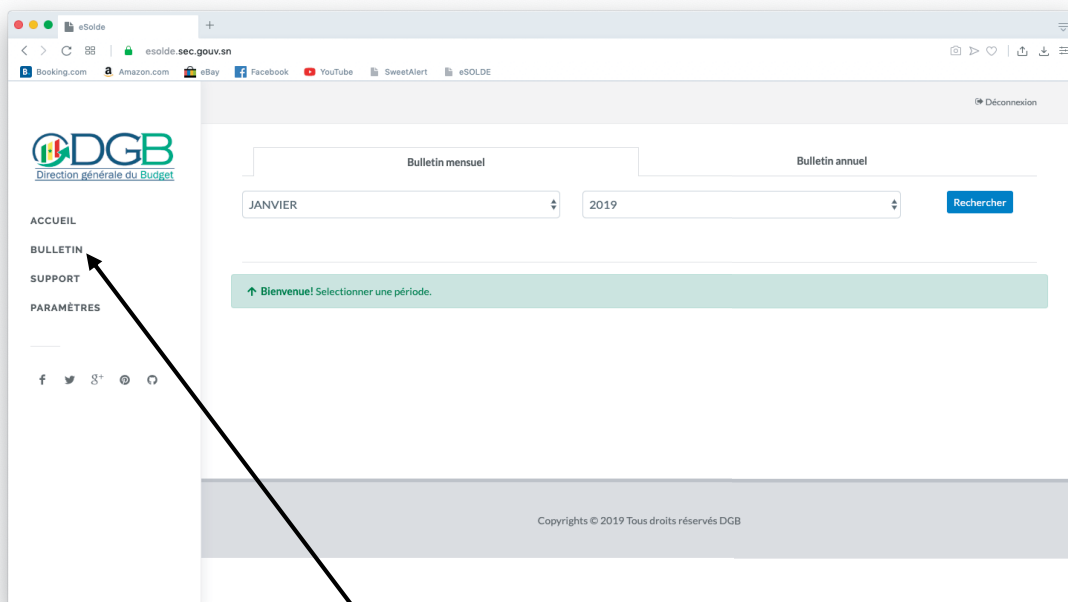 eSolde
esolde.sec.gouv.sn
Booking.com Amazon.com eBay Facebook YouTube SweetAlert eSOLDE
Déconnexion
DGB
Direction générale du Budget
ACCUEIL
BULLETIN
SUPPORT
PARAMÈTRES
Bulletin mensuel Bulletin annuel
JANVIER 2019 Rechercher
Bienvenue! Selectionner une période.
Copyrights © 2019 Tous droits réservés DGB